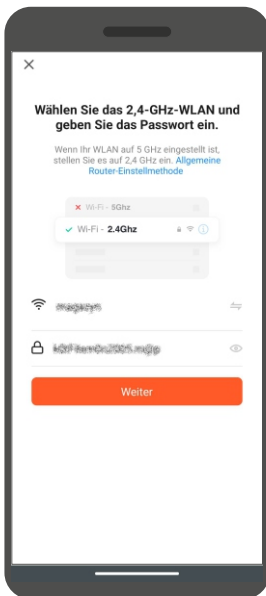 Wählen Sie das 2,4-GHz-WLAN und
geben Sie das Passwort ein.
Wenn Ihr WLAN auf 5 GHz eingestellt ist,
stellen Sie es auf 2,4 GHz ein. Allgemeine
Router-Einstellmethode
Wi-Fi - 5Ghz
Wi-Fi - 2.4Ghz
Weiter